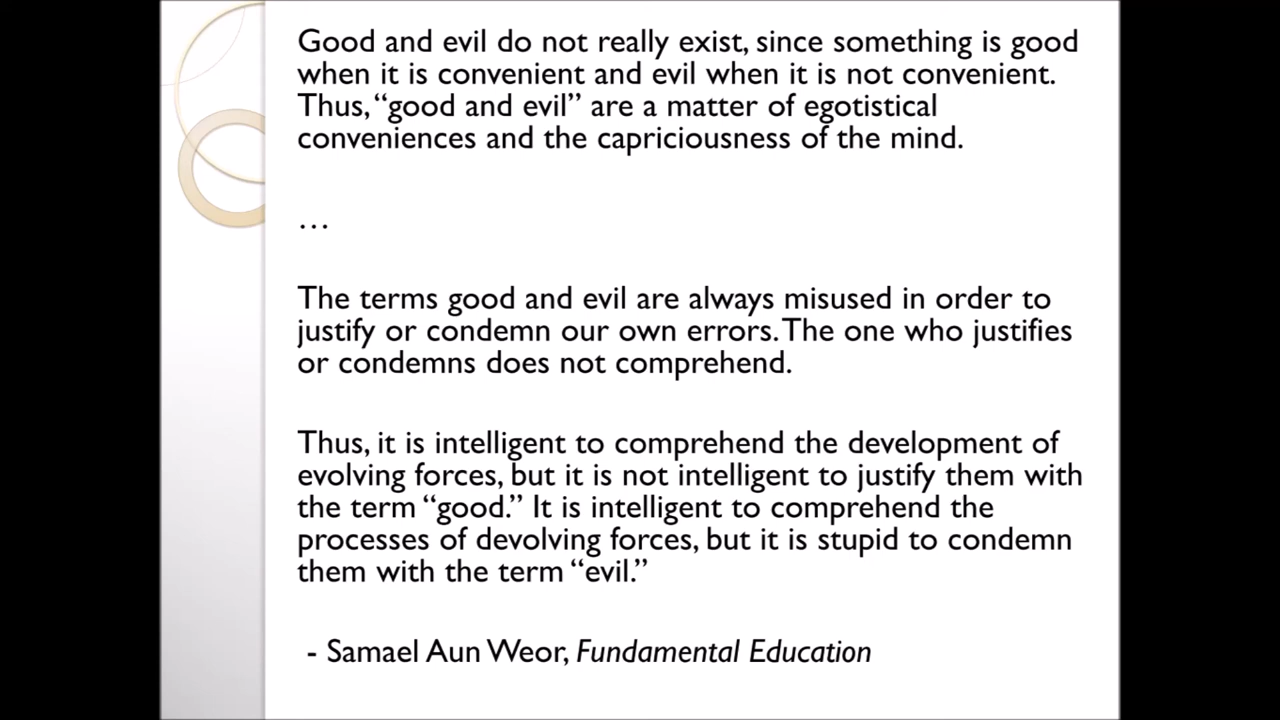 Good and evil do not really exist, since something is good
when it is convenient and evil when it is not convenient.
Thus, “good and evil” are a matter of egotistical
conveniences and the capriciousness of the mind.
…
The terms good and evil are always misused in order to
justify or condemn our own errors. The one who justifies
or condemns does not comprehend.
Thus, it is intelligent to comprehend the development of
evolving forces, but it is not intelligent to justify them with
the term “good.” It is intelligent to comprehend the
processes of devolving forces, but it is stupid to condemn
them with the term “evil.”
- Samael Aun Weor, Fundamental Education